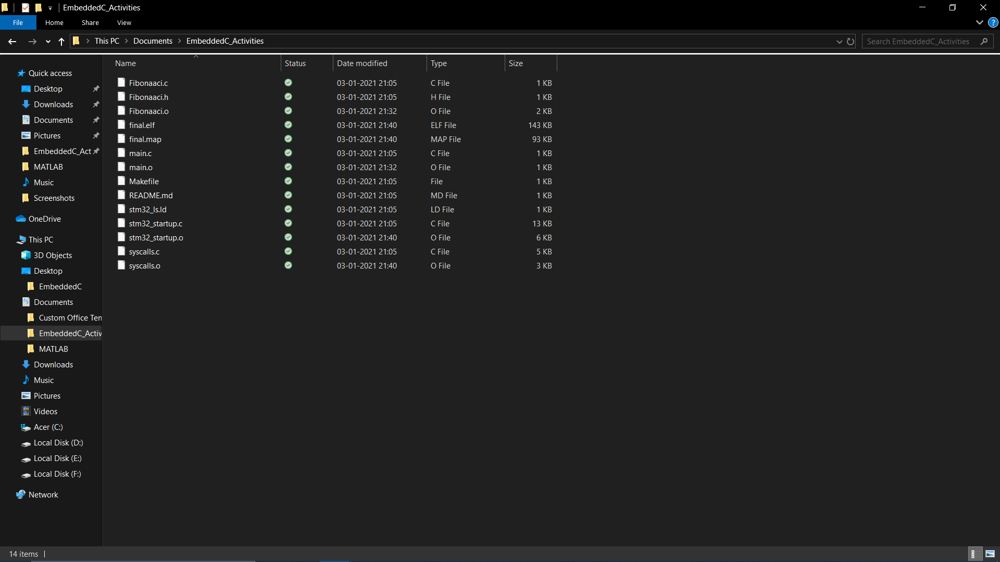 EmbeddedC_Activities
File Home Share View
This PC Documents EmbeddedC_Activities Search EmbeddedC_Activities
Name Status Date modified Type Size
Fibonaaci.c 03-01-2021 21:05 C File 1 KB
Fibonaaci.h 03-01-2021 21:05 H File 1 KB
Fibonaaci.o 03-01-2021 21:32 O File 2 KB
final.elf 03-01-2021 21:40 ELF File 143 KB
final.map 03-01-2021 21:40 MAP File 93 KB
main.c 03-01-2021 21:05 C File 1 KB
main.o 03-01-2021 21:32 O File 1 KB
Makefile 03-01-2021 21:05 File 1 KB
README.md 03-01-2021 21:05 MD File 1 KB
stm32_ls.ld 03-01-2021 21:05 LD File 1 KB
stm32_startup.c 03-01-2021 21:05 C File 13 KB
stm32_startup.o 03-01-2021 21:40 O File 6 KB
syscalls.c 03-01-2021 21:05 C File 5 KB
syscalls.o 03-01-2021 21:40 O File 3 KB
Quick access
Desktop
Downloads
Documents
Pictures
EmbeddedC_Act
MATLAB
Music
Screenshots
OneDrive
This PC
3D Objects
Desktop
EmbeddedC
Documents
Custom Office Tem
EmbeddedC_Activ
MATLAB
Downloads
Music
Pictures
Videos
Acer (C:)
Local Disk (D:)
Local Disk (E:)
Local Disk (F:)
Network
14 items